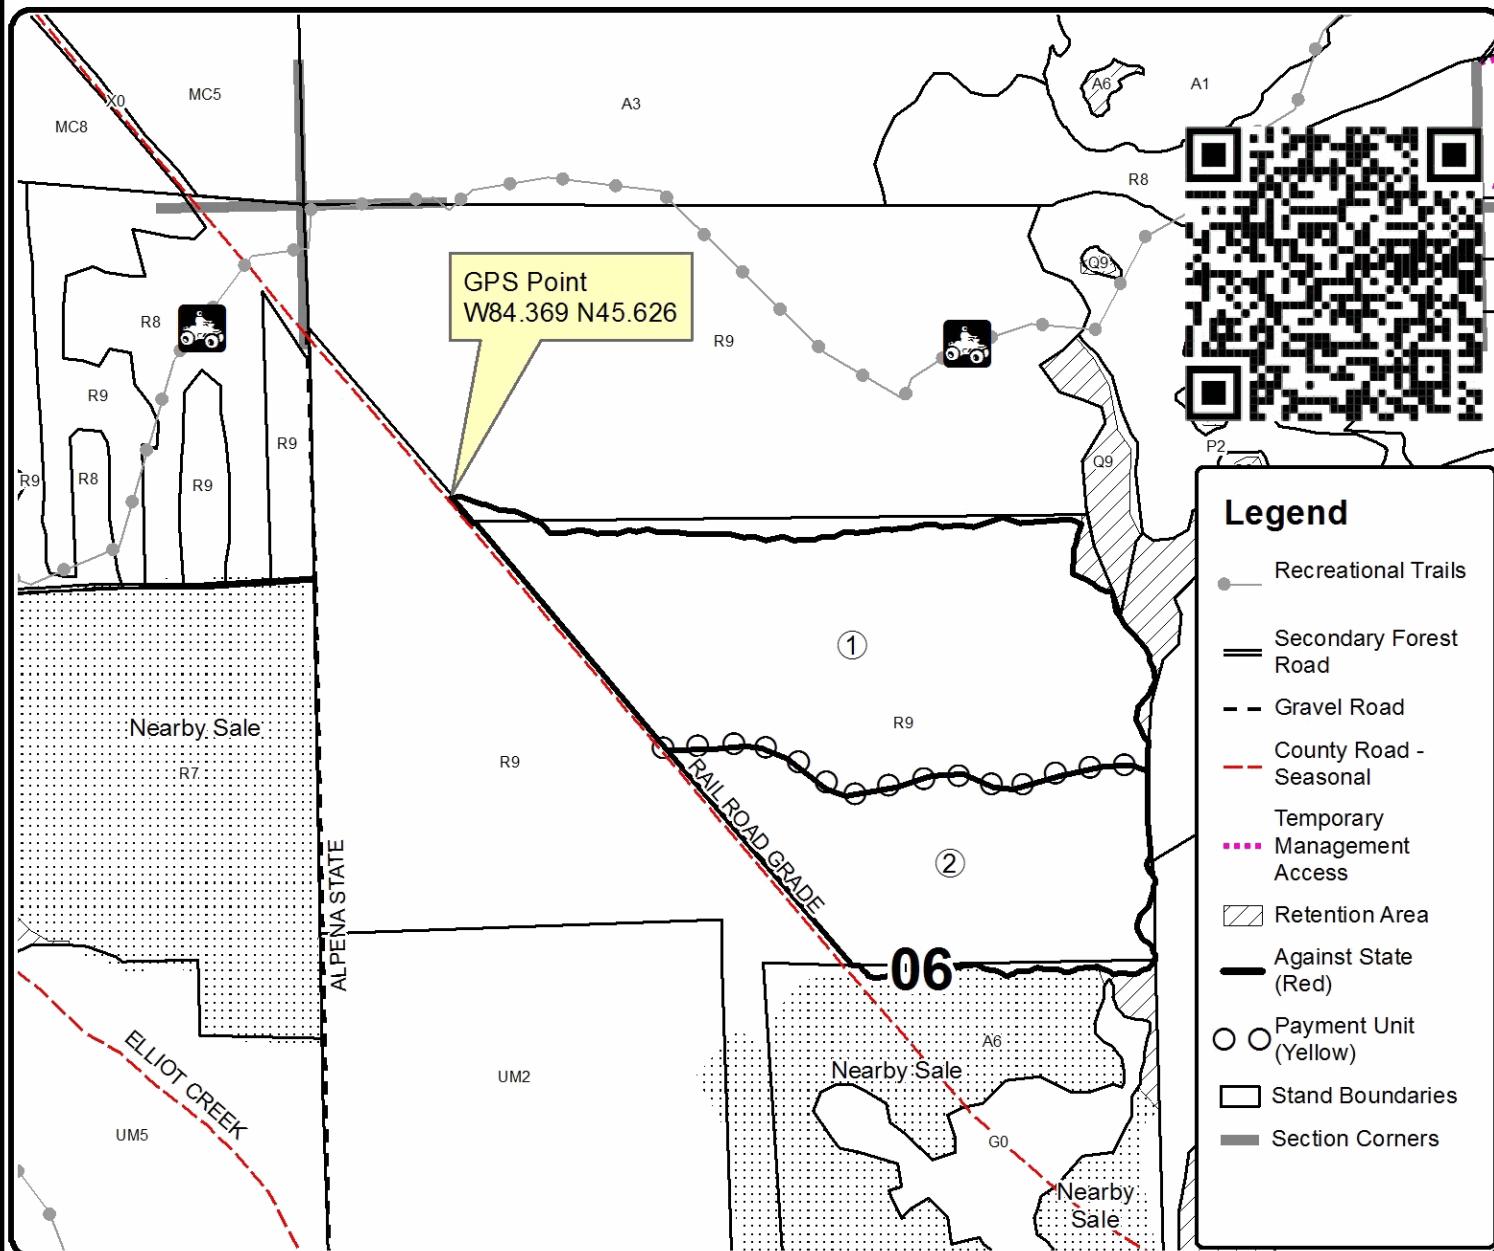 X0
MC5
MC8
A3
A6
A1
R8
Q9
GPS Point
W84.369 N45.626
R8
R9
R9
R9
R9
R8
R9
Q9
P2
Legend
Recreational Trails
Secondary Forest
Road
Gravel Road
County Road -
Seasonal
Temporary
Management
Access
Retention Area
Against State
(Red)
Payment Unit
(Yellow)
Stand Boundaries
Section Corners
1
R9
Nearby Sale
R7
R9
RAIL ROAD GRADE
2
ALPENA STATE
06
ELLIOT CREEK
A6
Nearby Sale
UM2
UM5
G0
Nearby
Sale